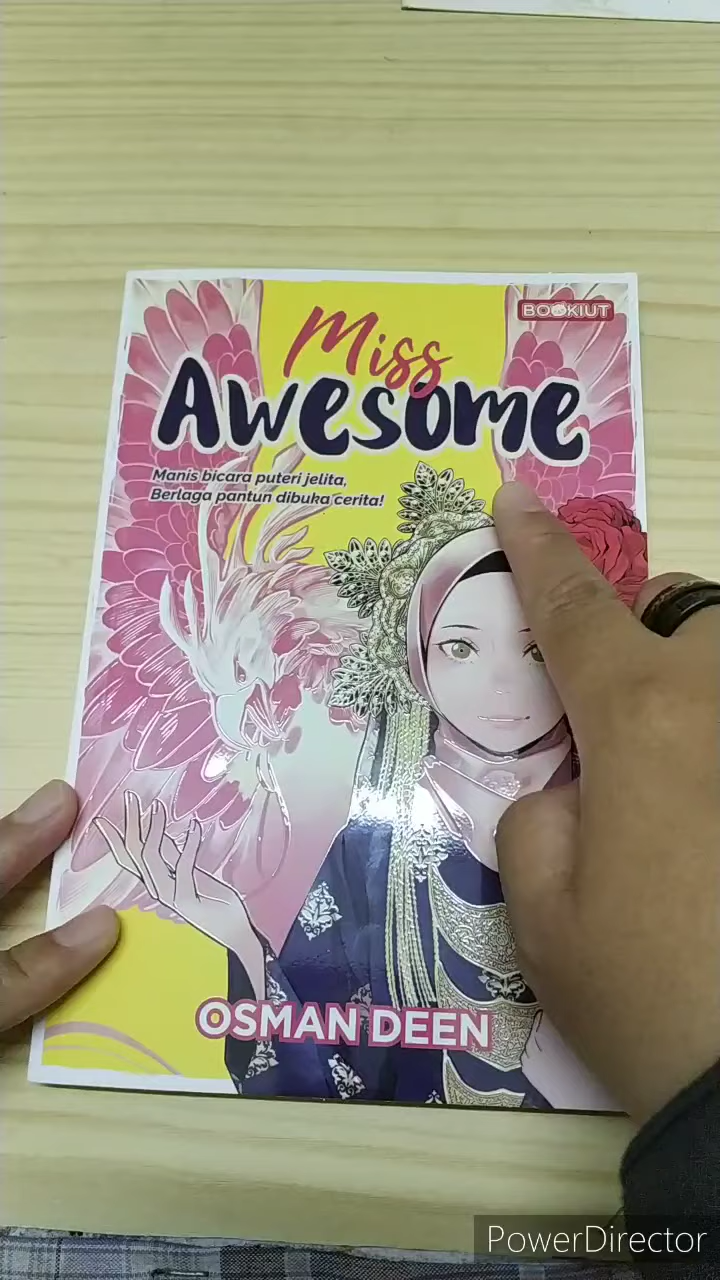 BOOKIUT
Miss
Awesome
Manis bicara puteri jelita,
Berlaga pantun dibuka cerita!
OSMAN DEEN
PowerDirector